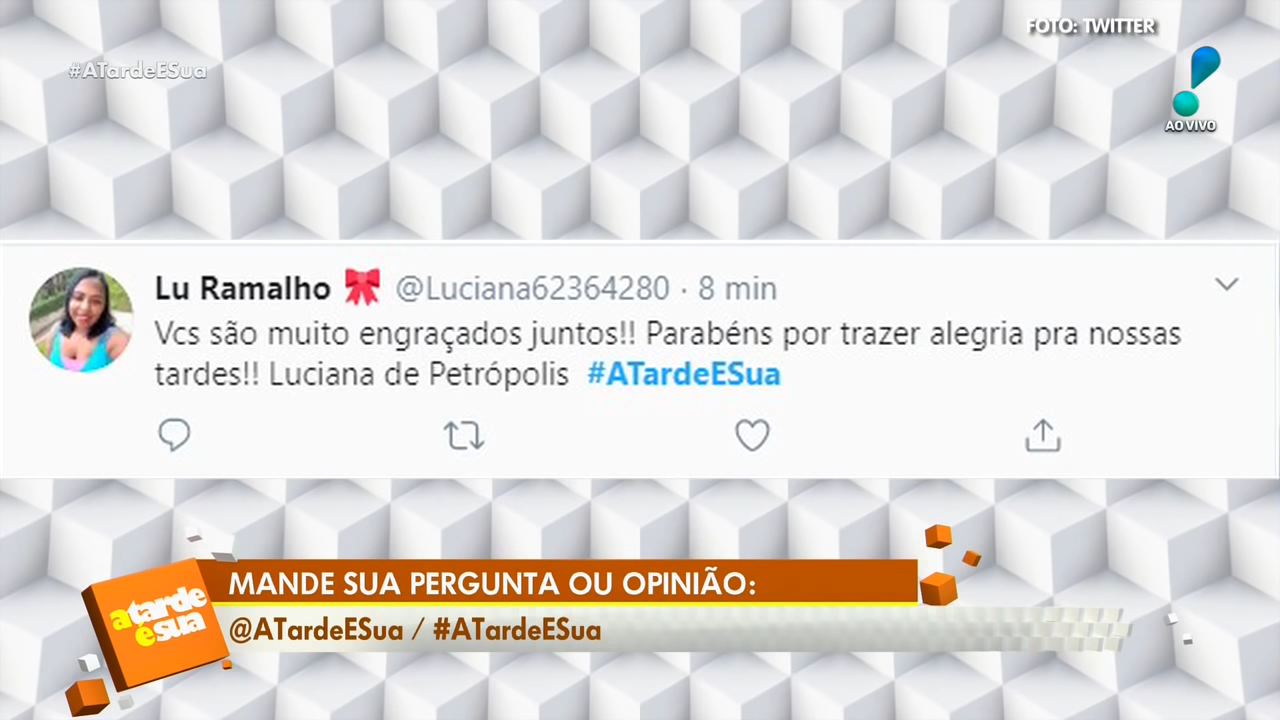 FOTO: TWITTER
#ATardeESua
AO VIVO
Lu Ramalho 🎀 @Luciana62364280 · 8 min
Vcs são muito engraçados juntos!! Parabéns por trazer alegria pra nossas
tardes!! Luciana de Petrópolis #ATardeESua
MANDE SUA PERGUNTA OU OPINIÃO:
a tarde
é sua
@ATardeESua / #ATardeESua